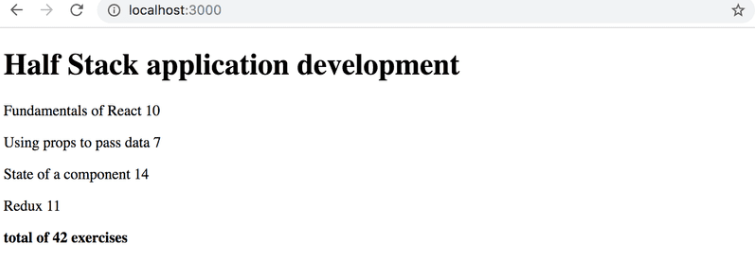 localhost:3000
Half Stack application development
Fundamentals of React 10
Using props to pass data 7
State of a component 14
Redux 11
total of 42 exercises